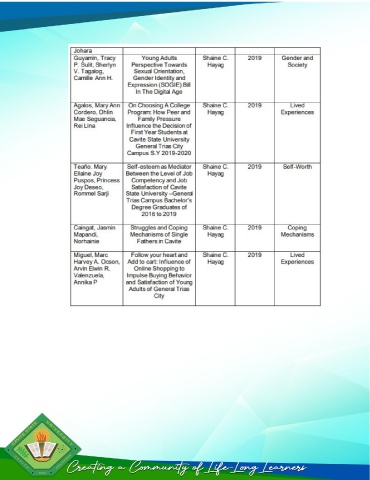 Johara
Guyamin, Tracy
P. Sulit, Sherlyn
V. Tagalog,
Camille Ann H.
Young Adults
Perspective Towards
Sexual Orientation,
Gender Identity and
Expression (SOGIE) Bill
In The Digital Age
Shaine C.
Hayag
2019
Gender and
Society
Agalos, Mary Ann
Cordero, Ohlin
Mae Seguancia,
Rei Lina
On Choosing A College
Program: How Peer and
Family Pressure
Influence the Decision of
First Year Students at
Cavite State University
General Trias City
Campus S.Y 2019-2020
Shaine C.
Hayag
2019
Lived
Experiences
Teaño. Mary
Ellaine Joy
Puspos, Princess
Joy Deseo,
Rommel Sarji
Self-esteem as Mediator
Between the Level of Job
Competency and Job
Satisfaction of Cavite
State University –General
Trias Campus Bachelor's
Degree Graduates of
2016 to 2019
Shaine C.
Hayag
2019
Self-Worth
Caingat, Jasmin
Mapandi,
Norhainie
Struggles and Coping
Mechanisms of Single
Fathers in Cavite
Shaine C.
Hayag
2019
Coping
Mechanisms
Miguel, Marc
Harvey A. Ocson,
Arvin Elwin R.
Valenzuela,
Annika P
Follow your heart and
Add to cart: Influence of
Online Shopping to
Impulse Buying Behavior
and Satisfaction of Young
Adults of General Trias
City
Shaine C.
Hayag
2019
Lived
Experiences
Creating a Community of Life-Long Learners